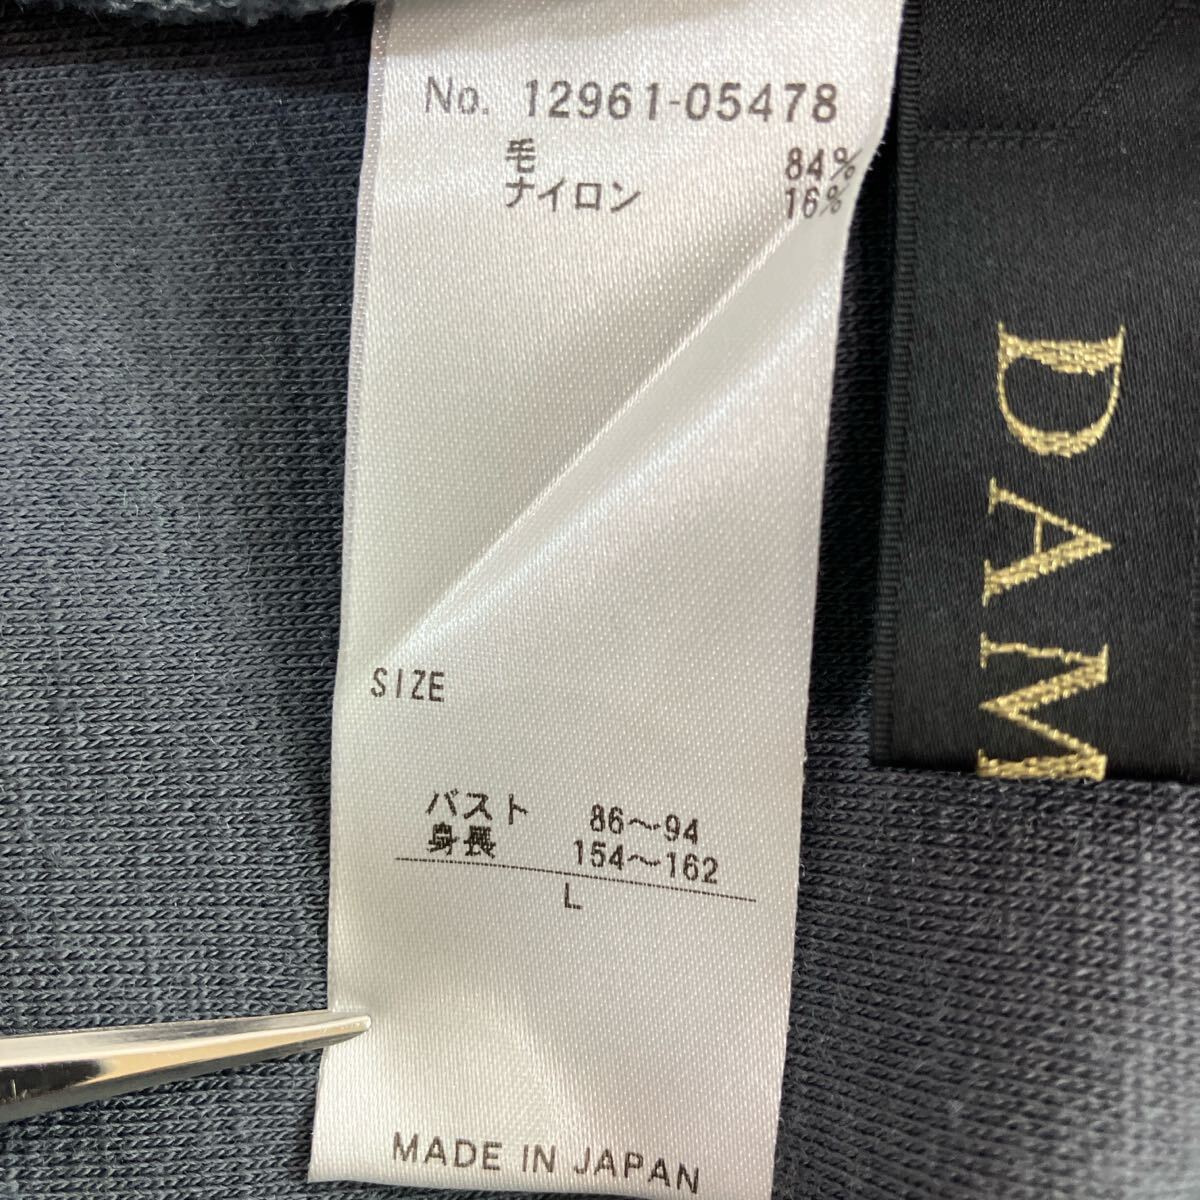 No. 12961-05478
毛 84%
ナイロン 16%
SIZE
バスト 86～94
身長 154～162
L
MADE IN JAPAN
DAM